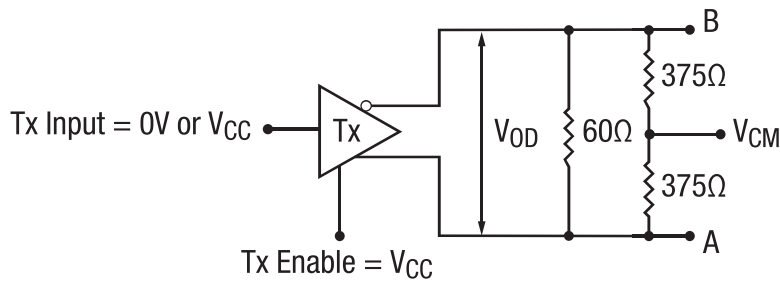 B
375Ω
Tx Input = 0V or VCC
Tx
VOD
60Ω
VCM
375Ω
A
Tx Enable = VCC